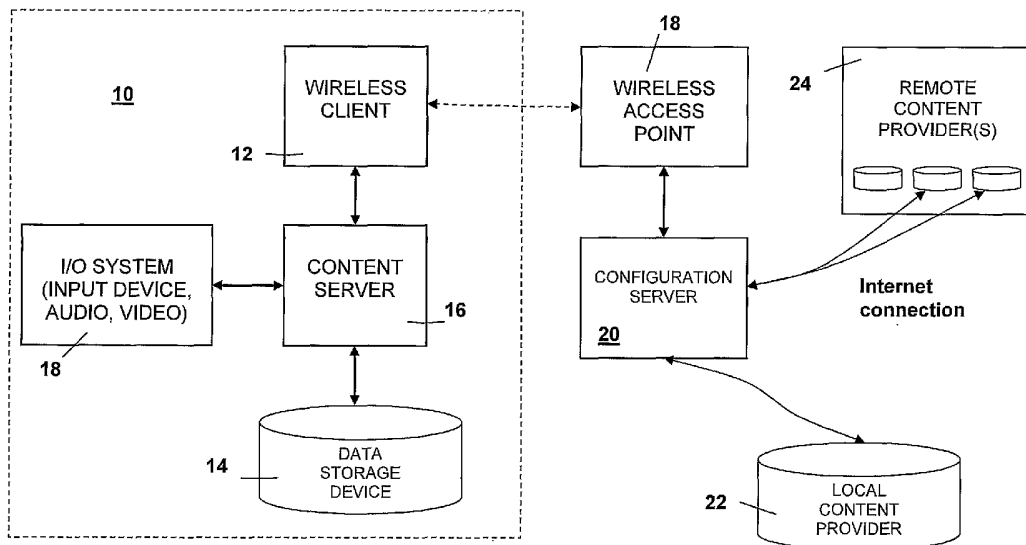 10
WIRELESS
CLIENT
12
18
WIRELESS
ACCESS
POINT
24
REMOTE
CONTENT
PROVIDER(S)
I/O SYSTEM
(INPUT DEVICE,
AUDIO, VIDEO)
18
CONTENT
SERVER
16
CONFIGURATION
SERVER
20
Internet
connection
14
DATA
STORAGE
DEVICE
22
LOCAL
CONTENT
PROVIDER